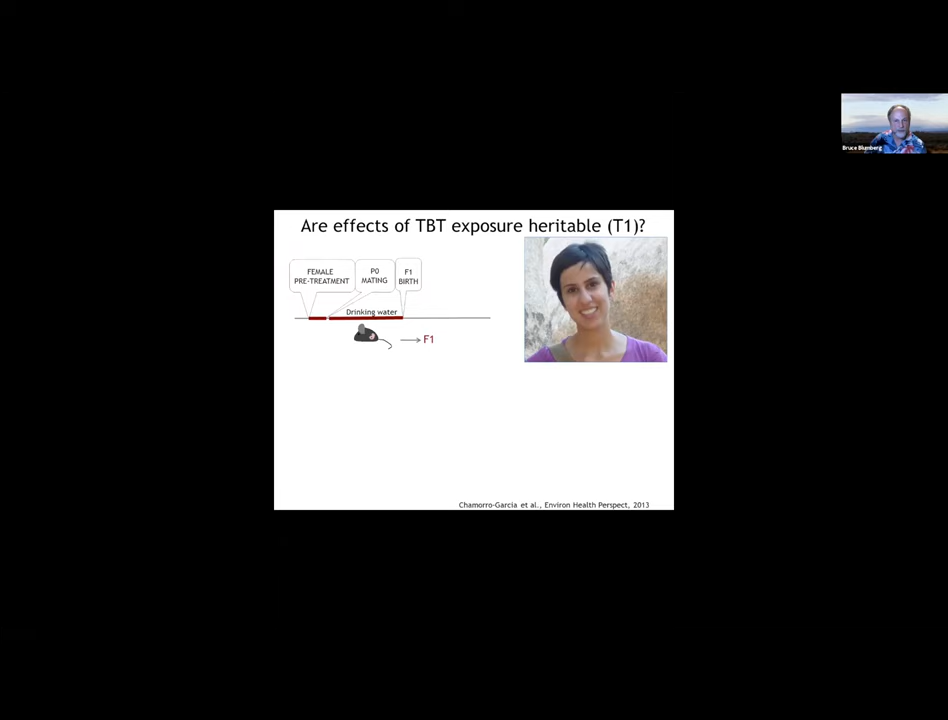 Bruce Blumberg
Are effects of TBT exposure heritable (T1)?
FEMALE
PRE-TREATMENT
P0
MATING
F1
BIRTH
Drinking water
F1
Chamorro-Garcia et al., Environ Health Perspect, 2013